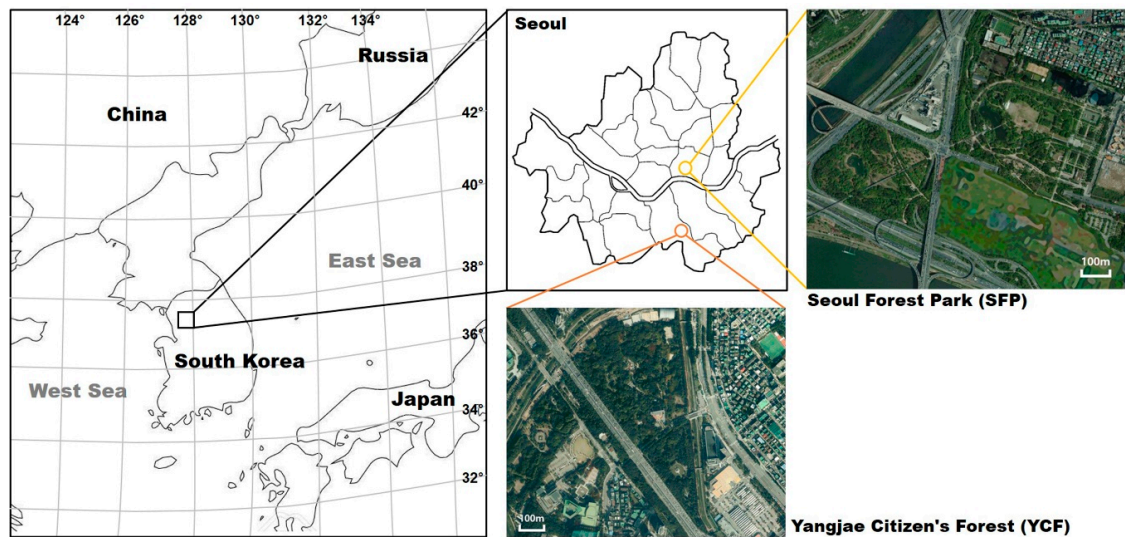 124° 126° 128° 130° 132° 134°
Russia
China
42°
40°
East Sea
38°
36°
South Korea
West Sea
Japan
34°
32°
Seoul
100m
Seoul Forest Park (SFP)
100m
Yangjae Citizen's Forest (YCF)